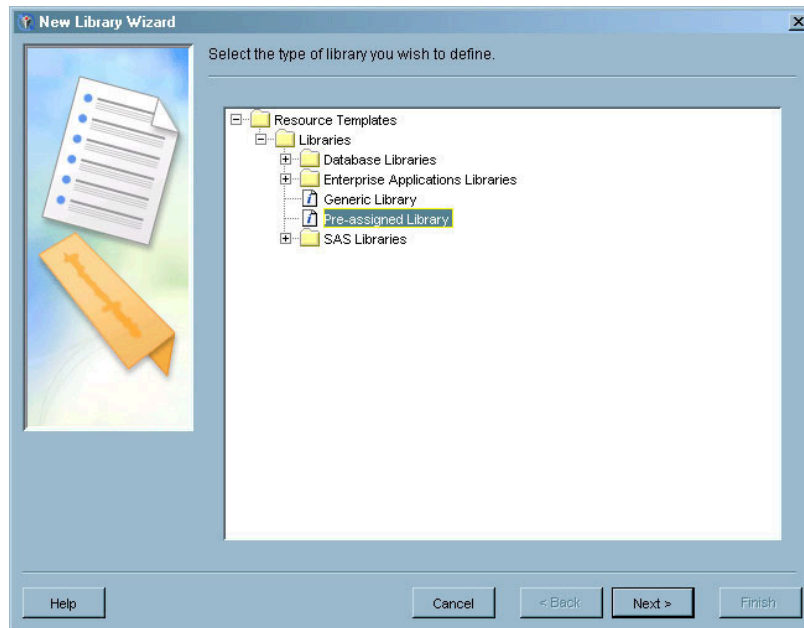 New Library Wizard
Select the type of library you wish to define.
Resource Templates
Libraries
Database Libraries
Enterprise Applications Libraries
Generic Library
Pre-assigned Library
SAS Libraries
Help Cancel < Back Next > Finish